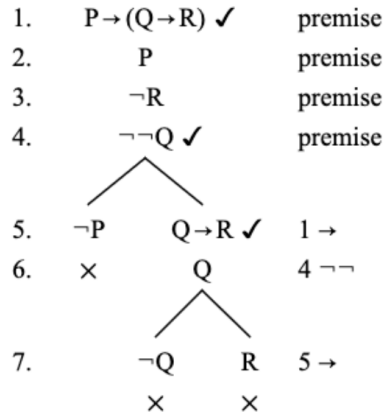 1. P→(Q→R) ✓ premise
2. P premise
3. ¬R premise
4. ¬¬Q ✓ premise
5. ¬P Q→R ✓ 1 →
6. × Q 4 ¬¬
7. ¬Q R 5 →
× ×